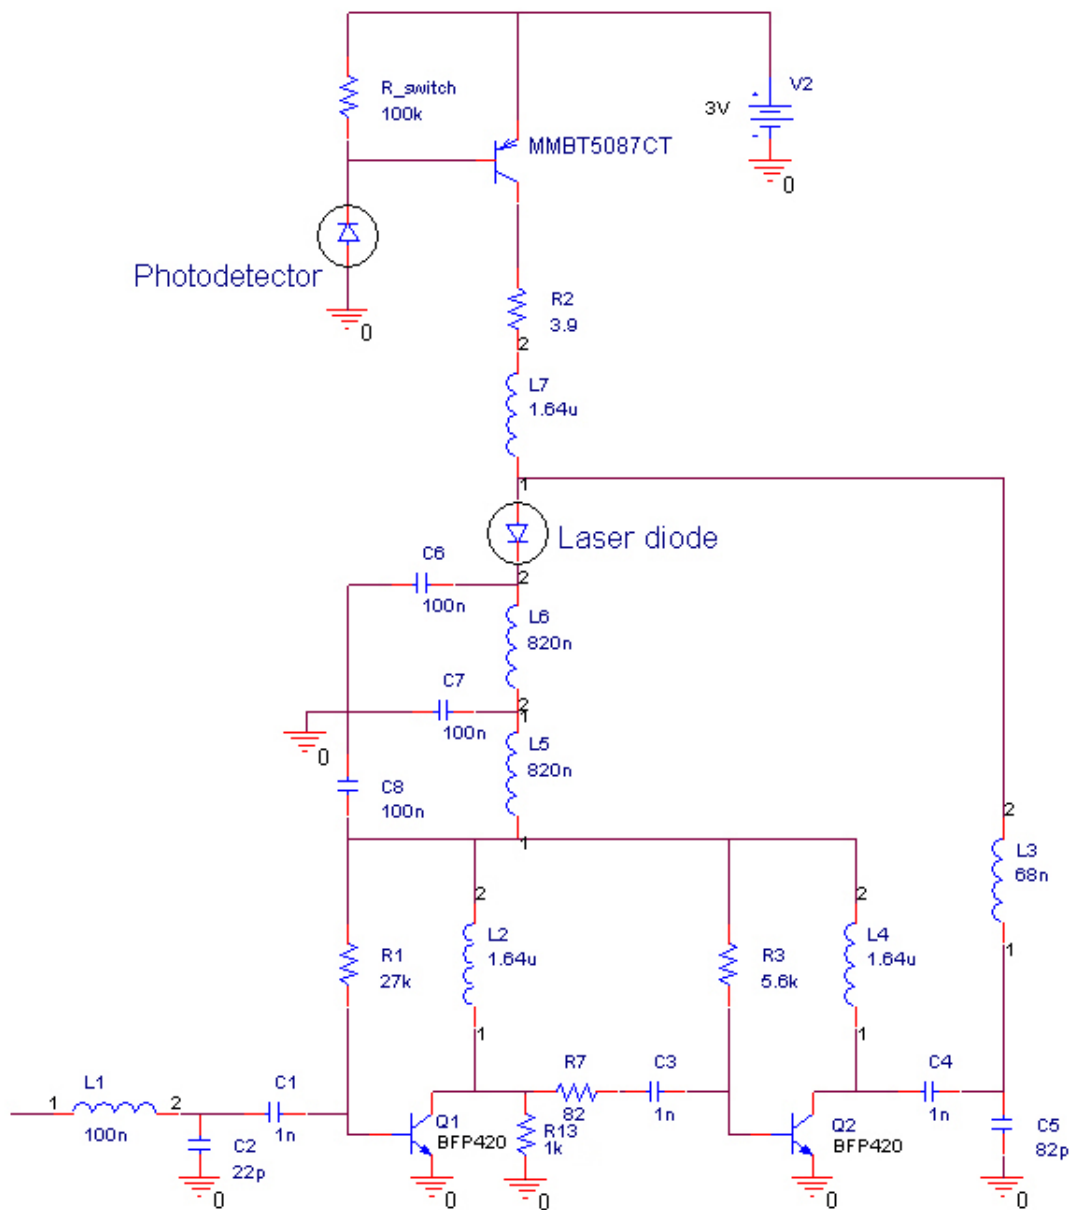 R_switch
100k
V2
3V
MMBT5087CT
0
Photodetector
0
R2
3.9
2
L7
1.64u
1
Laser diode
C6
100n
2
L6
820n
C7
100n
2
1
0
L5
820n
C8
100n
1
2
L3
68n
1
2
L2
1.64u
1
2
L4
1.64u
1
R1
27k
R3
5.6k
L1
1
2
100n
C1
1n
C2
22p
0
Q1
BFP420
0
R7
82
R13
1k
0
C3
1n
Q2
BFP420
0
C4
1n
C5
82p
0